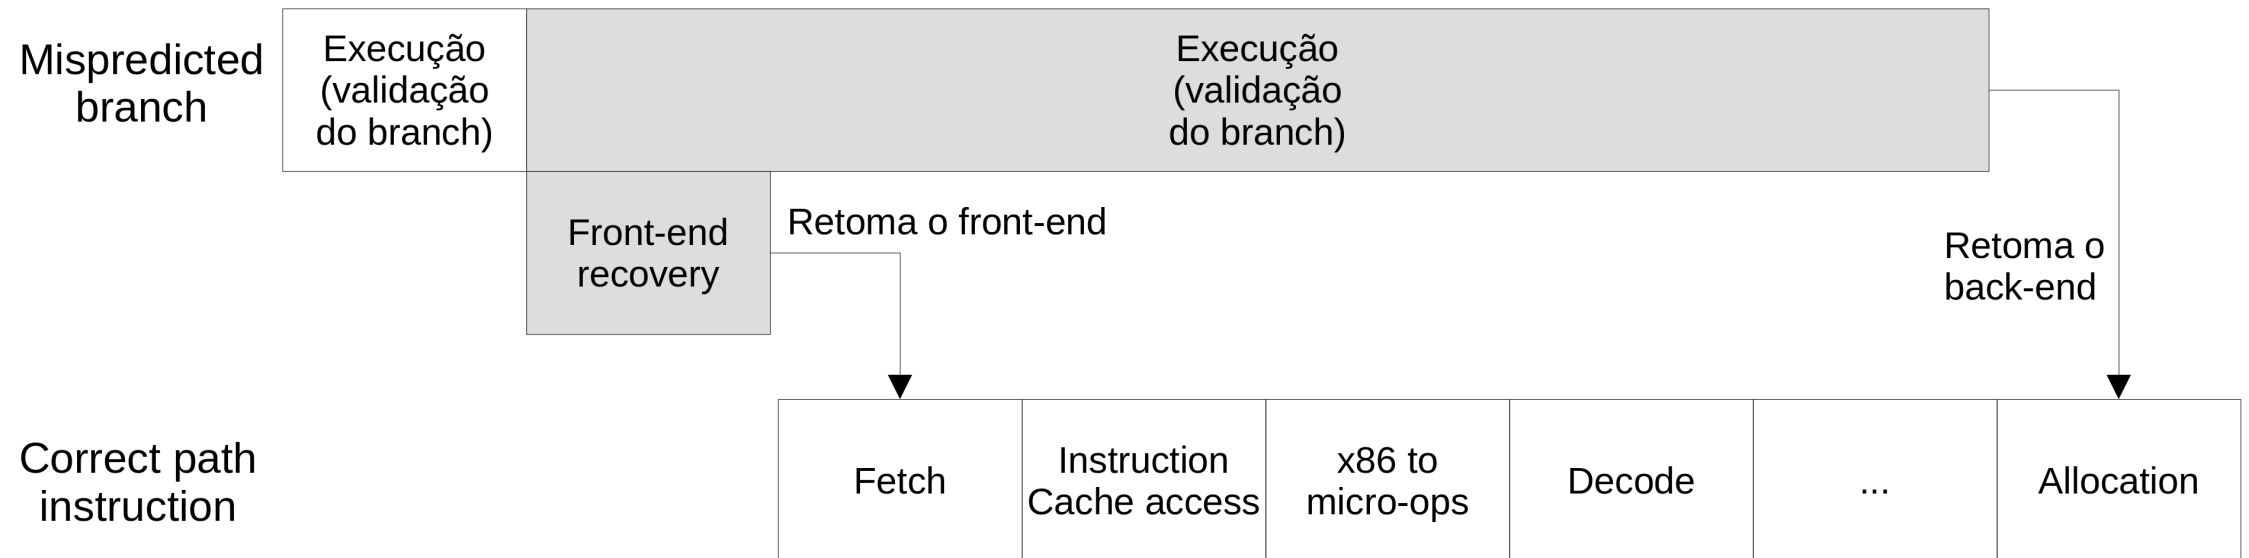 Mispredicted
branch
Execução
(validação
do branch)
Execução
(validação
do branch)
Front-end
recovery
Retoma o front-end
Retoma o
back-end
Correct path
instruction
Fetch
Instruction
Cache access
x86 to
micro-ops
Decode
...
Allocation